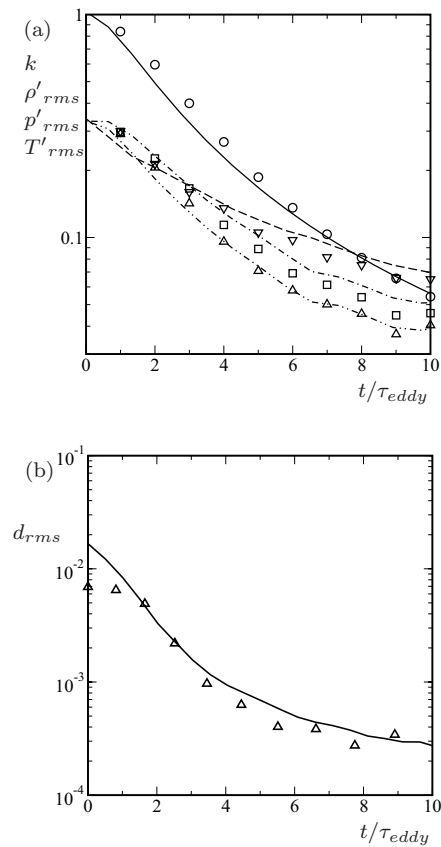 (a)
1
k
ρ′rms
p′rms
T′rms
0.1
0 2 4 6 8 10
t/τeddy
(b)
10-1
drms
10-2
10-3
10-4
0 2 4 6 8 10
t/τeddy